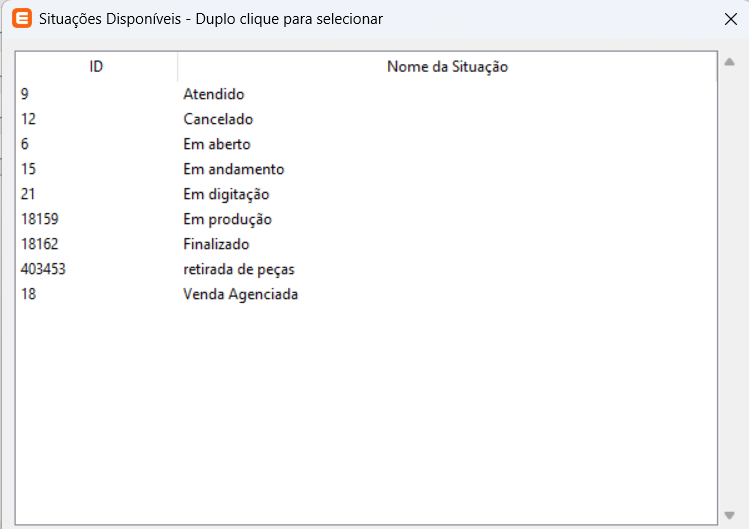 Situações Disponíveis - Duplo clique para selecionar
ID Nome da Situação
9 Atendido
12 Cancelado
6 Em aberto
15 Em andamento
21 Em digitação
18159 Em produção
18162 Finalizado
403453 retirada de peças
18 Venda Agenciada